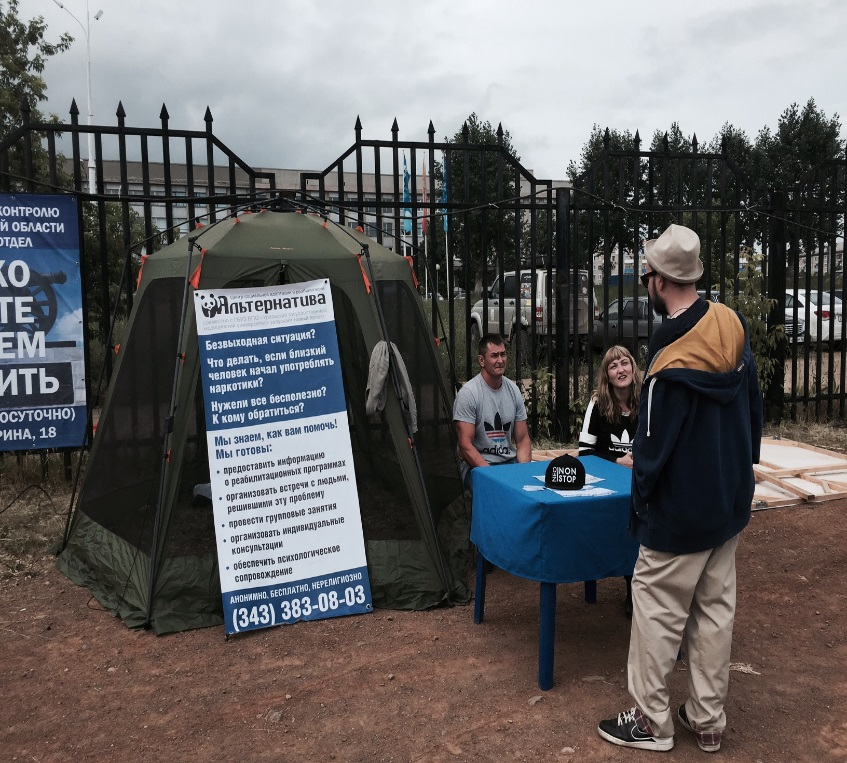 КОНТРОЛЮ
Й ОБЛАСТИ
ОТДЕЛ
КО
ТЕ
ЕМ
ИТЬ
ОСУТОЧНО)
РИНА, 18
Альтернатива
Безвыходная ситуация?
Что делать, если близкий
человек начал употреблять
наркотики?
Нужели все бесполезно?
К кому обратиться?
Мы знаем, как вам помочь!
Мы готовы:
• предоставить информацию
о реабилитационных программах
• организовать встречи с людьми,
решившими эту проблему
• провести групповые занятия
• организовать индивидуальные
консультации
• обеспечить психологическое
сопровождение
АНОНИМНО, БЕСПЛАТНО, НЕРЕЛИГИОЗНО
(343) 383-08-03
adidas
NON
STOP